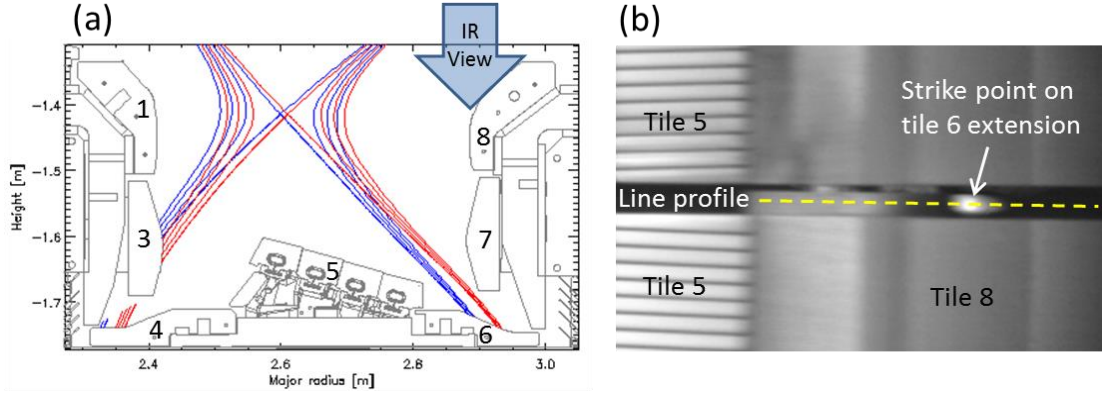 (a)
IR
View
1
8
3
7
5
4
6
-1.4
-1.5
-1.6
-1.7
Height [m]
2.4
2.6
2.8
3.0
Major radius [m]
(b)
Strike point on
tile 6 extension
Tile 5
Line profile
Tile 5
Tile 8